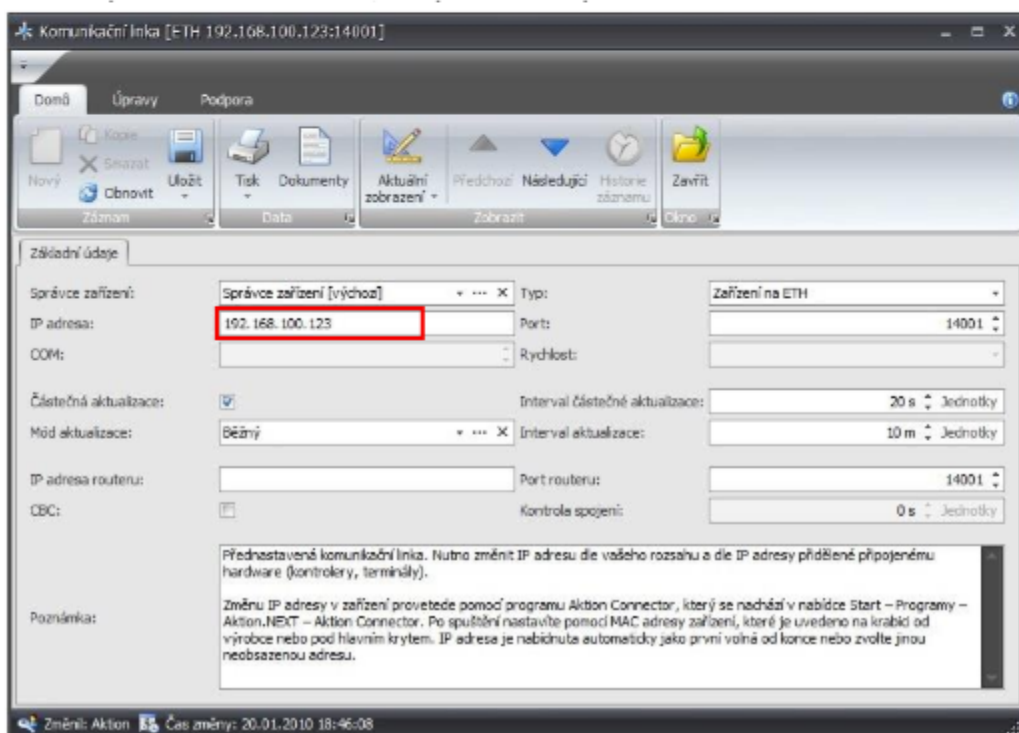 Komunikační linka [ETH 192.168.100.123:14001]
Domů Úpravy Podpora
Nový
Kopie
Smazat
Obnovit
Uložit
Tisk
Dokumenty
Aktuální zobrazení
Předchozí
Následující
Historie záznamu
Zavřít
Záznam Data Zobrazit Okno
Základní údaje
Správce zařízení: Správce zařízení [výchozí] Typ: Zařízení na ETH
IP adresa: 192.168.100.123 Port: 14001
COM: Rychlost:
Částečná aktualizace: Interval částečné aktualizace: 20 s Jednotky
Mód aktualizace: Běžný Interval aktualizace: 10 m Jednotky
IP adresa routeru: Port routeru: 14001
CBC: Kontrola spojení: 0 s Jednotky
Poznámka:
Přednastavená komunikační linka. Nutno změnit IP adresu dle vašeho rozsahu a dle IP adresy přidělené připojenému
hardware (kontrolery, terminály).
Změnu IP adresy v zařízení provetede pomocí programu Aktion Connector, který se nachází v nabídce Start – Programy –
Aktion.NEXT – Aktion Connector. Po spuštění nastavíte pomocí MAC adresy zařízení, které je uvedeno na krabici od
výrobce nebo pod hlavním krytem. IP adresa je nabídnuta automaticky jako první volná od konce nebo zvolte jinou
neobsazenou adresu.
Změnil: Aktion Čas změny: 20.01.2010 18:46:08